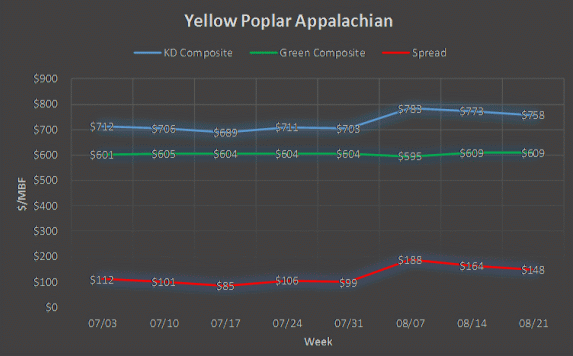 Yellow Poplar Appalachian
KD Composite Green Composite Spread
$900
$800
$700
$600
$500
$400
$300
$200
$100
$0
$/MBF
$712 $706 $689 $711 $703 $783 $773 $758
$601 $605 $604 $604 $604 $595 $609 $609
$112 $101 $85 $106 $99 $188 $164 $148
07/03 07/10 07/17 07/24 07/31 08/07 08/14 08/21
Week